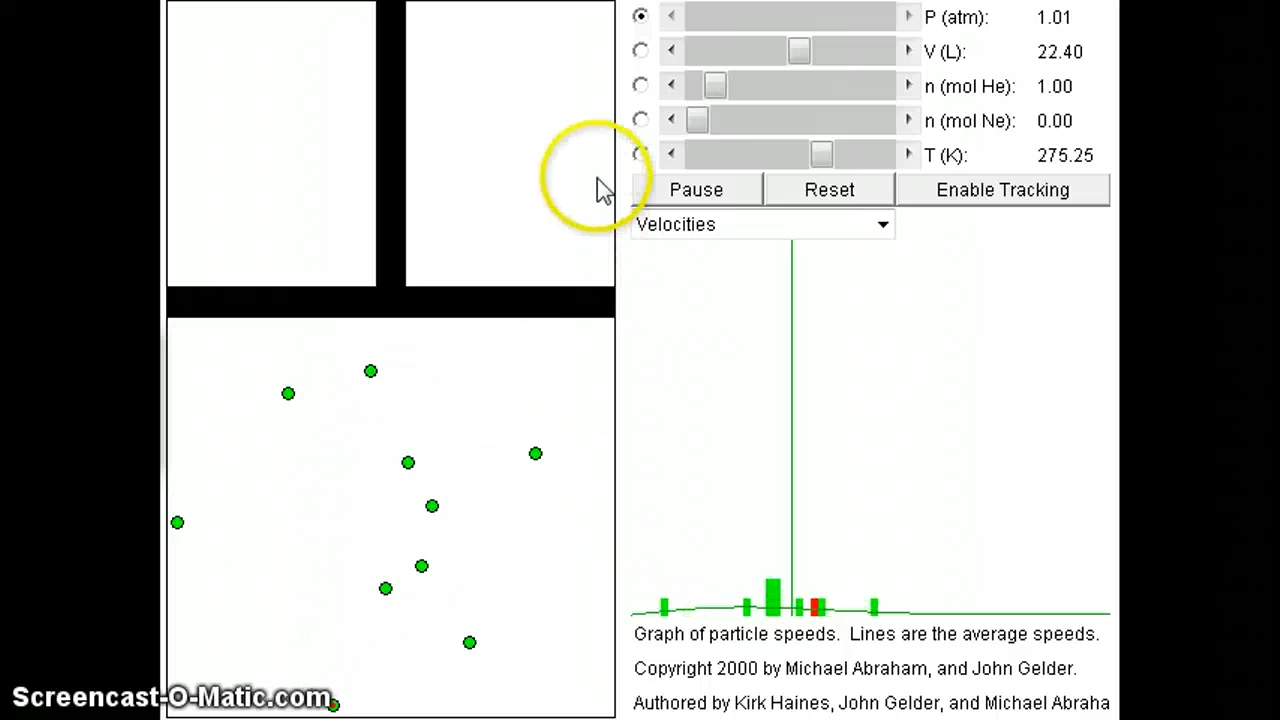 P (atm): 1.01
V (L): 22.40
n (mol He): 1.00
n (mol Ne): 0.00
T (K): 275.25
Pause Reset Enable Tracking
Velocities
Graph of particle speeds. Lines are the average speeds.
Copyright 2000 by Michael Abraham, and John Gelder.
Authored by Kirk Haines, John Gelder, and Michael Abraha
Screencast-O-Matic.com